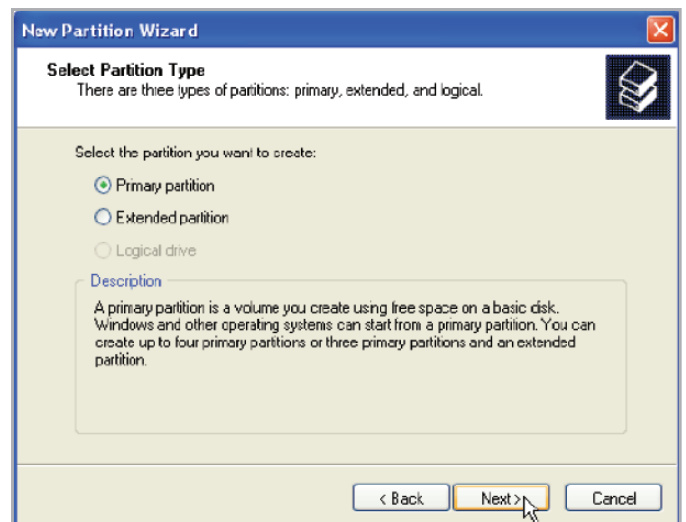 New Partition Wizard
Select Partition Type
There are three types of partitions: primary, extended, and logical.
Select the partition you want to create:
Primary partition
Extended partition
Logical drive
Description
A primary partition is a volume you create using free space on a basic disk.
Windows and other operating systems can start from a primary partition. You can
create up to four primary partitions or three primary partitions and an extended
partition.
< Back
Next >
Cancel